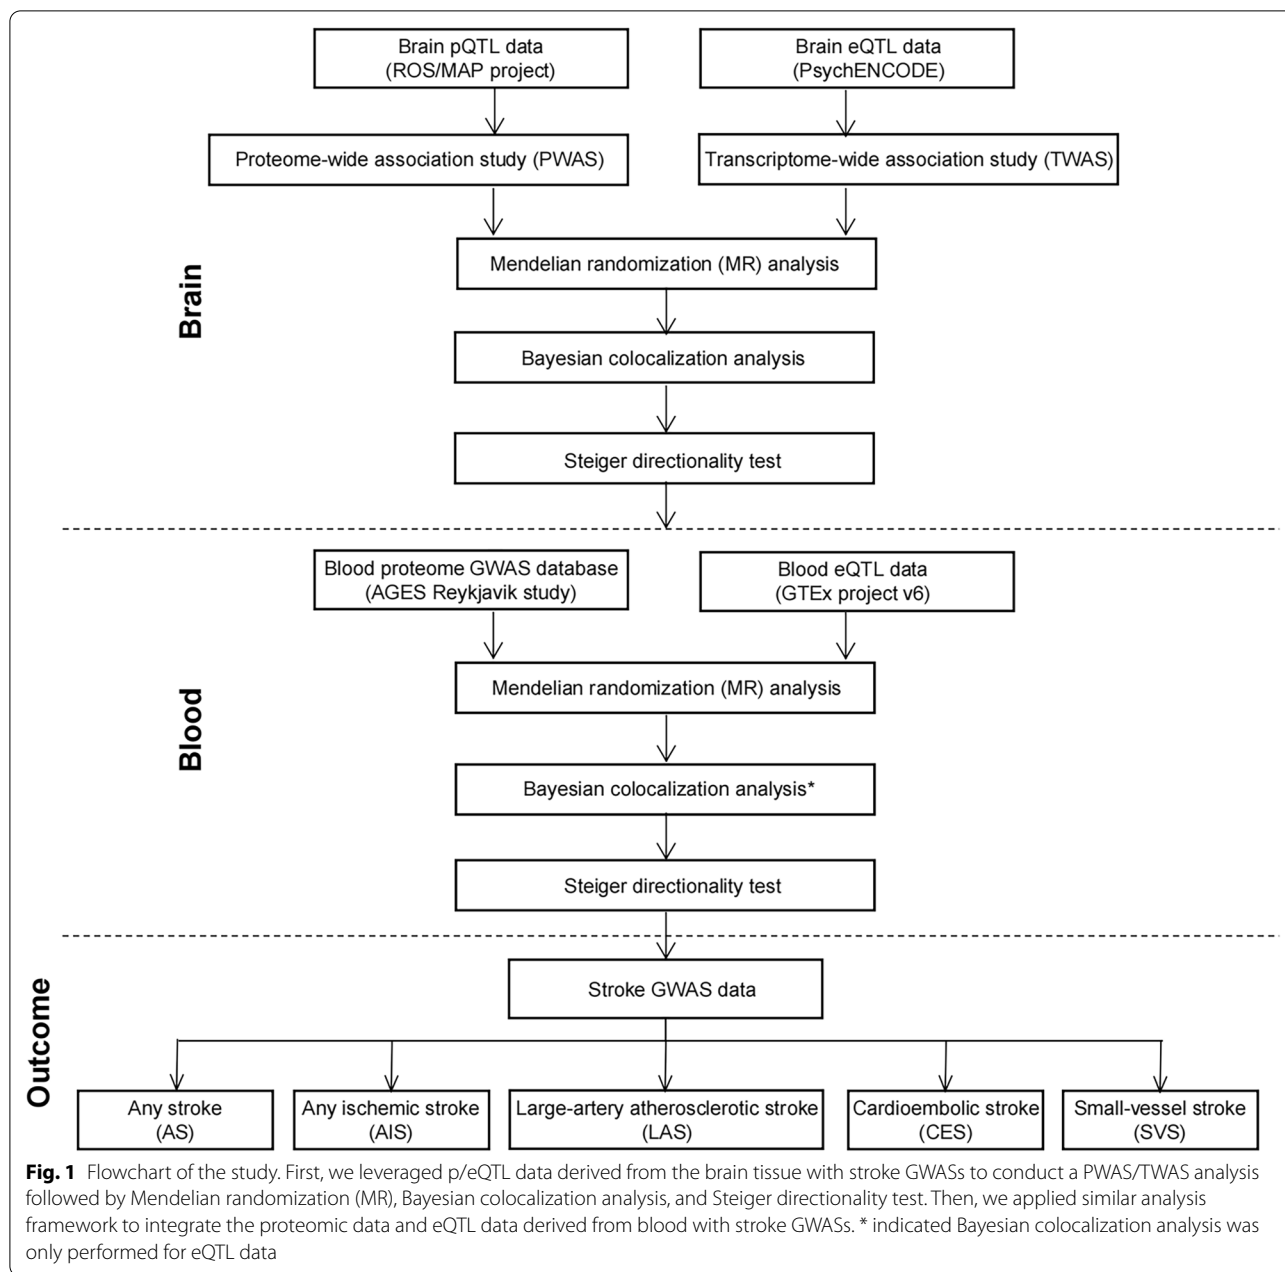 Brain pQTL data
(ROS/MAP project)
Brain eQTL data
(PsychENCODE)
Proteome-wide association study (PWAS)
Transcriptome-wide association study (TWAS)
Mendelian randomization (MR) analysis
Bayesian colocalization analysis
Steiger directionality test
Brain
Blood proteome GWAS database
(AGES Reykjavik study)
Blood eQTL data
(GTEx project v6)
Mendelian randomization (MR) analysis
Bayesian colocalization analysis*
Steiger directionality test
Blood
Stroke GWAS data
Outcome
Any stroke
(AS)
Any ischemic stroke
(AIS)
Large-artery atherosclerotic stroke
(LAS)
Cardioembolic stroke
(CES)
Small-vessel stroke
(SVS)
Fig. 1 Flowchart of the study. First, we leveraged p/eQTL data derived from the brain tissue with stroke GWASs to conduct a PWAS/TWAS analysis
followed by Mendelian randomization (MR), Bayesian colocalization analysis, and Steiger directionality test. Then, we applied similar analysis
framework to integrate the proteomic data and eQTL data derived from blood with stroke GWASs. * indicated Bayesian colocalization analysis was
only performed for eQTL data